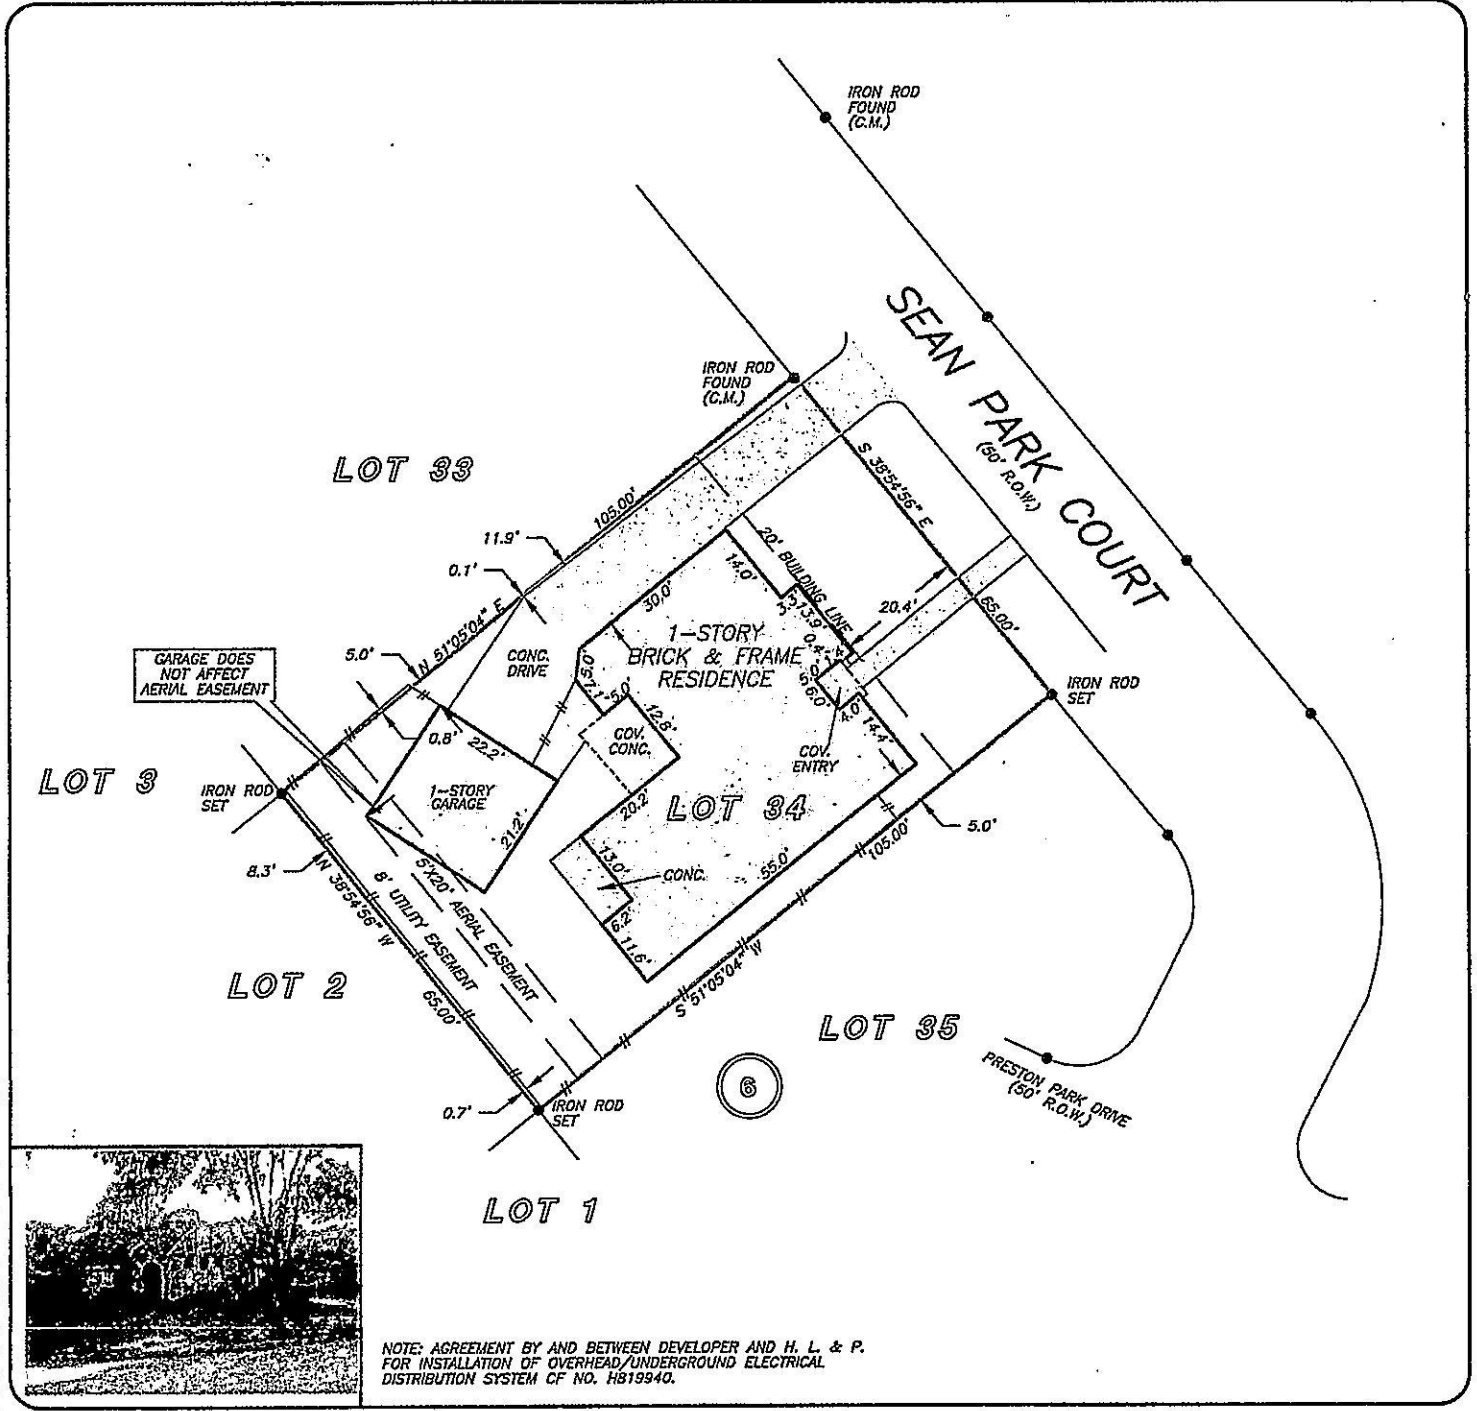 IRON ROD
FOUND
(C.M.)
SEAN PARK COURT
(50' R.O.W.)
IRON ROD
FOUND
(C.M.)
LOT 33
105.00'
S 38°54'56" E
11.9'
0.1'
N 51°05'04" E
5.0'
GARAGE DOES
NOT AFFECT
AERIAL EASEMENT
20' BUILDING LINE
14.0'
30.0'
13.9'
20.4'
65.00'
1-STORY
BRICK & FRAME
RESIDENCE
CONC.
DRIVE
5.0'
7.1'
5.0'
12.8'
COV.
CONC.
6.0'
4.0'
14.4'
COV.
ENTRY
IRON ROD
SET
0.8'
22.2'
1-STORY
GARAGE
21.2'
LOT 3
IRON ROD
SET
20.2'
LOT 34
5.0'
105.00'
8.3'
N 38°54'56" W
8' UTILITY EASEMENT
5'X20' AERIAL EASEMENT
13.0'
CONC.
55.0'
6.2'
11.6'
LOT 2
65.00'
S 51°05'04" W
LOT 35
PRESTON PARK DRIVE
(50' R.O.W.)
6
0.7'
IRON ROD
SET
LOT 1
NOTE: AGREEMENT BY AND BETWEEN DEVELOPER AND H. L. & P.
FOR INSTALLATION OF OVERHEAD/UNDERGROUND ELECTRICAL
DISTRIBUTION SYSTEM CF NO. H819940.